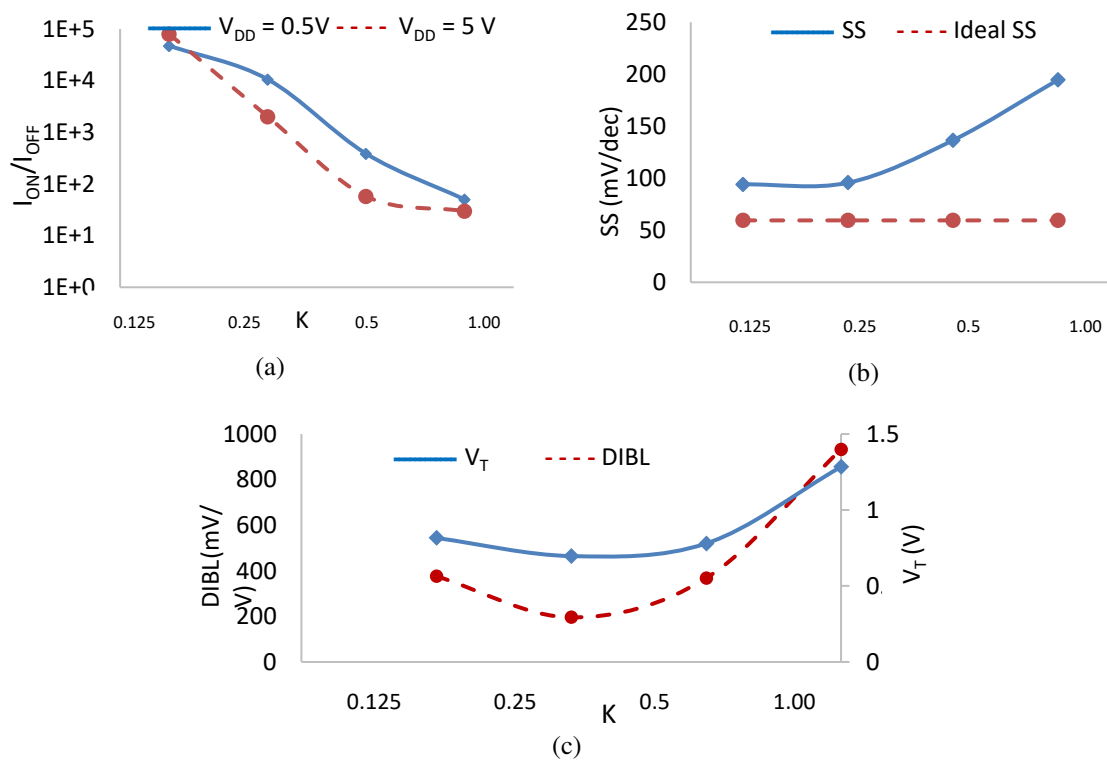 V_DD = 0.5V V_DD = 5 V
1E+5
1E+4
1E+3
1E+2
1E+1
1E+0
I_ON/I_OFF
0.125 0.25 0.5 1.00
K
(a)
SS Ideal SS
250
200
150
100
50
0
SS (mV/dec)
0.125 0.25 0.5 1.00
(b)
V_T DIBL
1000
800
600
400
200
0
DIBL(mV/
V)
1.5
1
0.
0
V_T (V)
0.125 0.25 0.5 1.00
K
(c)